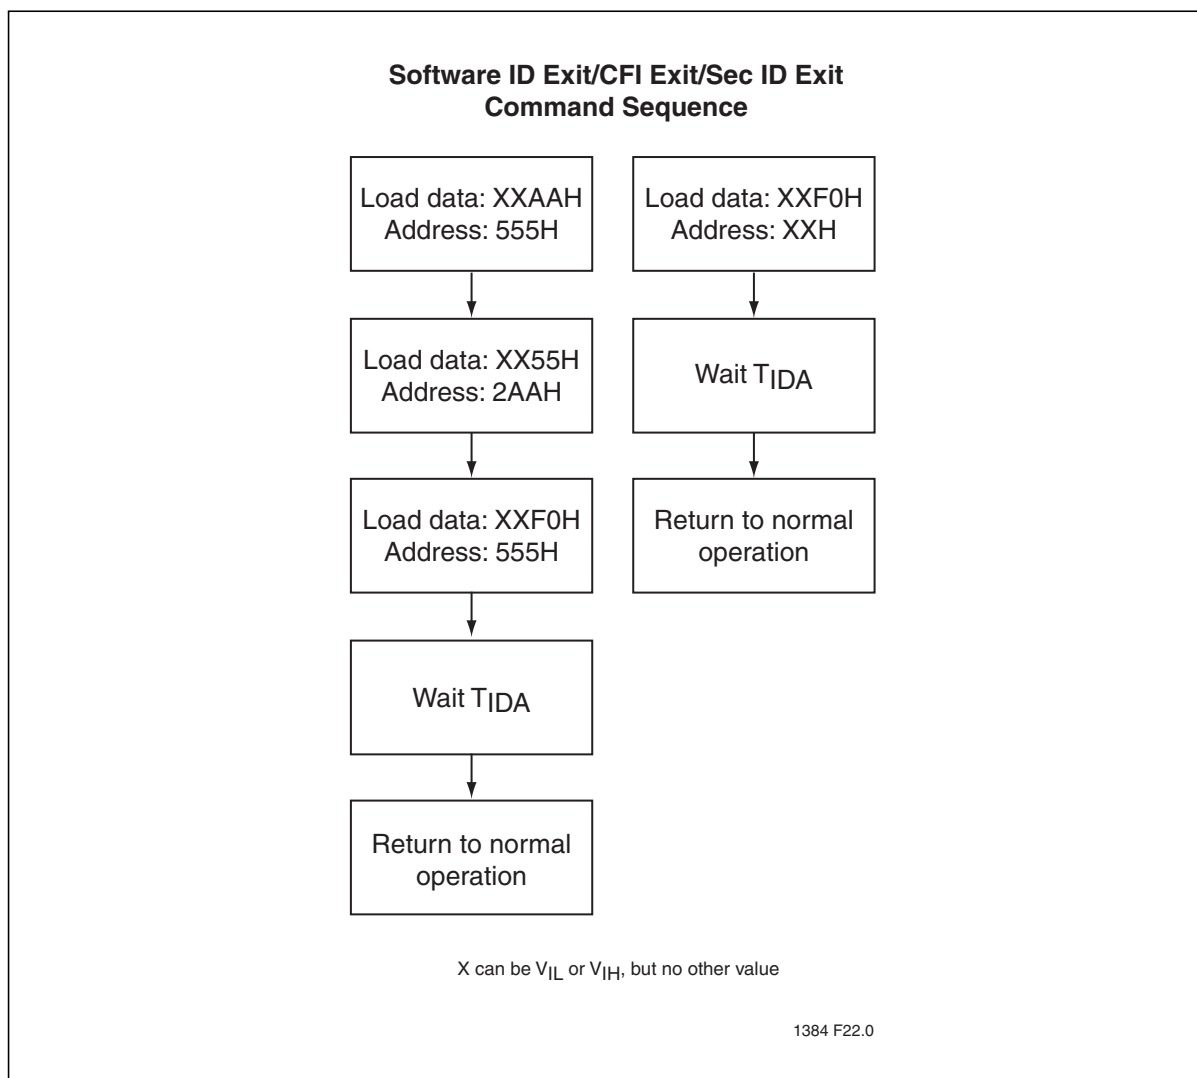 Software ID Exit/CFI Exit/Sec ID Exit
Command Sequence
Load data: XXAAH
Address: 555H
Load data: XX55H
Address: 2AAH
Load data: XXF0H
Address: 555H
Wait TIDA
Return to normal
operation
Load data: XXF0H
Address: XXH
Wait TIDA
Return to normal
operation
X can be VIL or VIH, but no other value
1384 F22.0